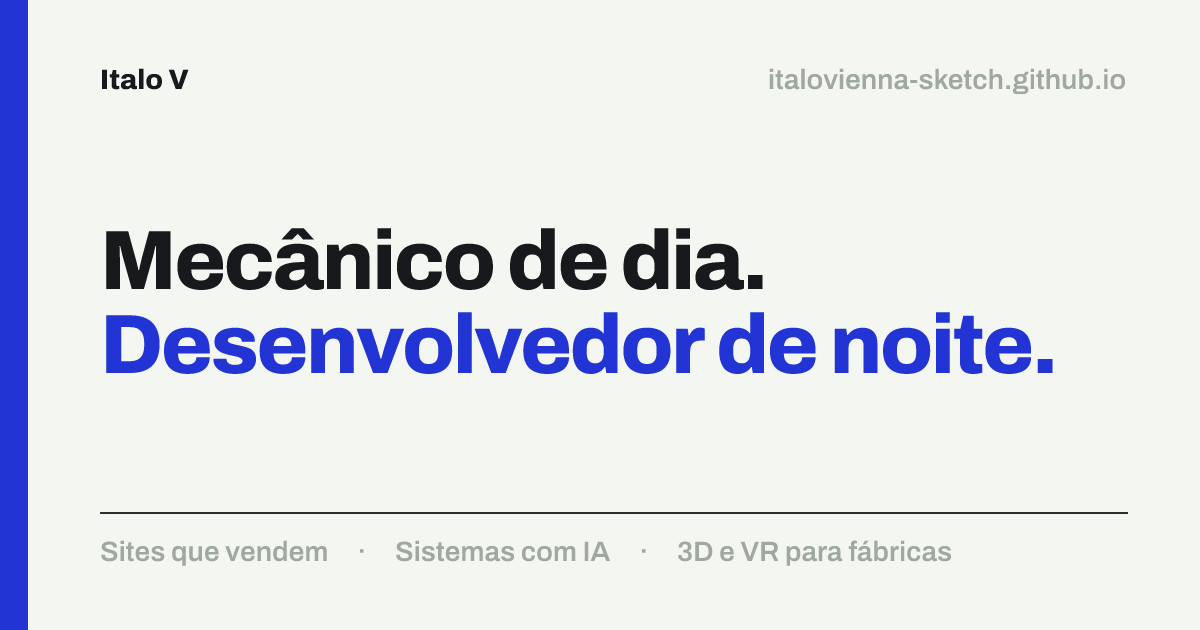 Italo V
italovienna-sketch.github.io
Mecânico de dia.
Desenvolvedor de noite.
Sites que vendem · Sistemas com IA · 3D e VR para fábricas